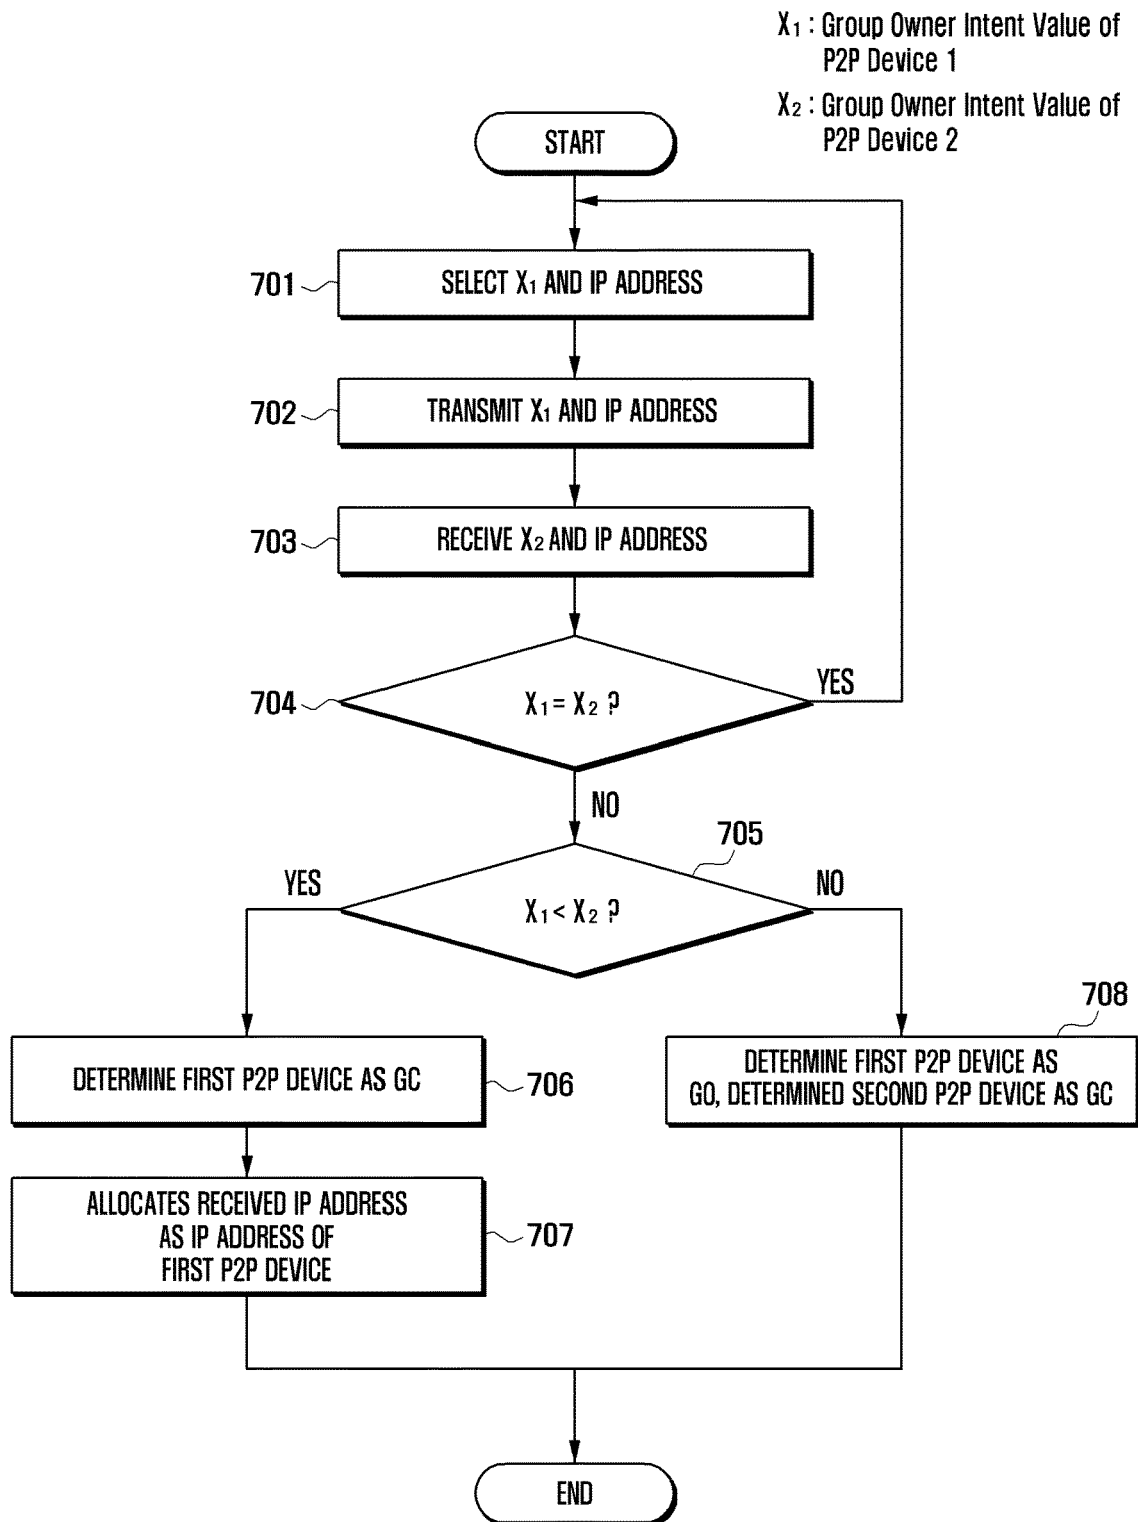 X₁ : Group Owner Intent Value of
P2P Device 1
X₂ : Group Owner Intent Value of
P2P Device 2
START
701
SELECT X₁ AND IP ADDRESS
702
TRANSMIT X₁ AND IP ADDRESS
703
RECEIVE X₂ AND IP ADDRESS
704
X₁ = X₂ ?
YES
NO
705
YES
X₁ < X₂ ?
NO
708
DETERMINE FIRST P2P DEVICE AS GC
706
DETERMINE FIRST P2P DEVICE AS
GO, DETERMINED SECOND P2P DEVICE AS GC
ALLOCATES RECEIVED IP ADDRESS
AS IP ADDRESS OF
FIRST P2P DEVICE
707
END